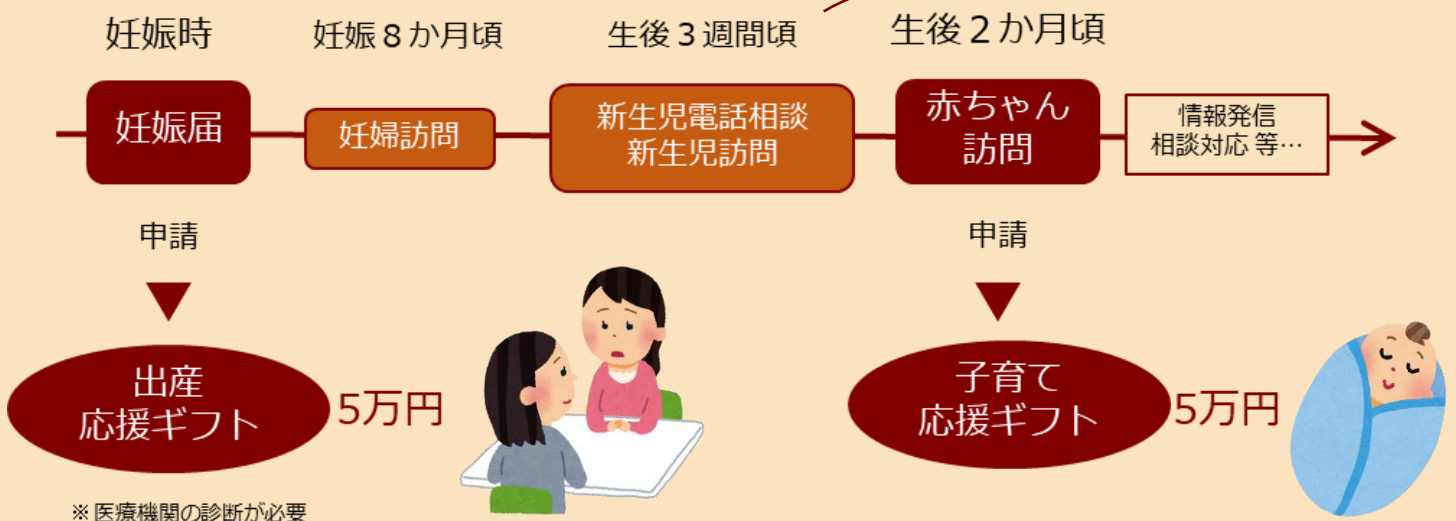 妊娠時
妊娠８か月頃
生後３週間頃
生後２か月頃
妊娠届
妊婦訪問
新生児電話相談
新生児訪問
赤ちゃん
訪問
情報発信
相談対応 等…
申請
申請
出産
応援ギフト
5万円
子育て
応援ギフト
5万円
※ 医療機関の診断が必要